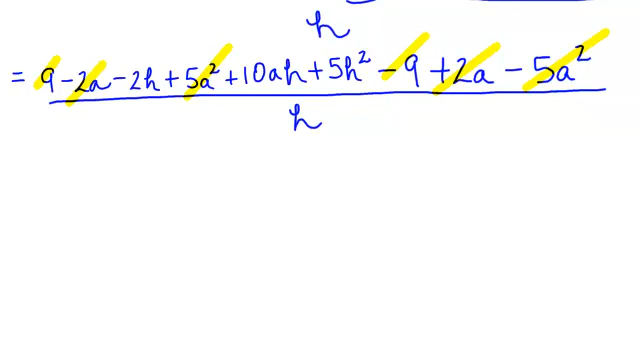 h
= 9 - 2a - 2h + 5a² + 10ah + 5h² - 9 + 2a - 5a²
h